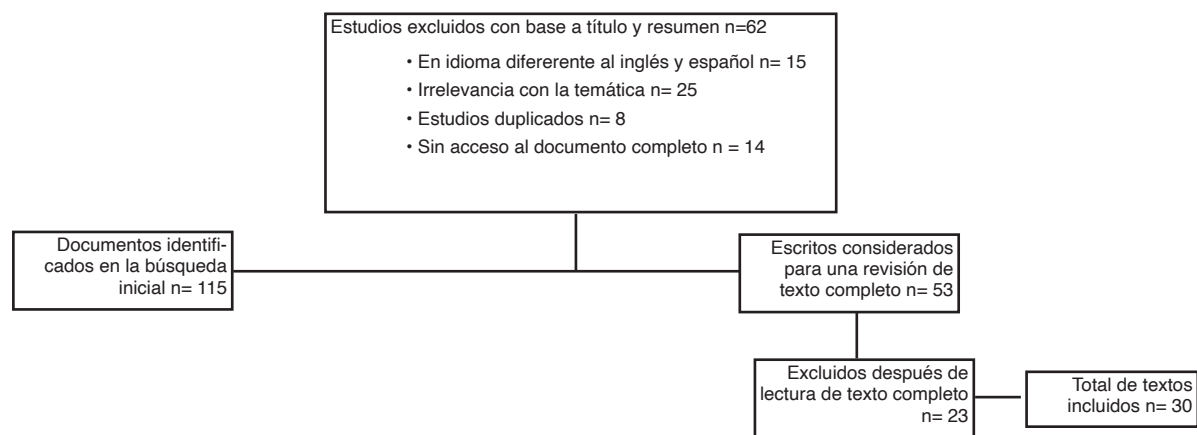 Estudios excluidos con base a título y resumen n=62
• En idioma difererente al inglés y español n= 15
• Irrelevancia con la temática n= 25
• Estudios duplicados n= 8
• Sin acceso al documento completo n = 14
Documentos identifi-
cados en la búsqueda
inicial n= 115
Escritos considerados
para una revisión de
texto completo n= 53
Excluidos después de
lectura de texto completo
n= 23
Total de textos
incluidos n= 30